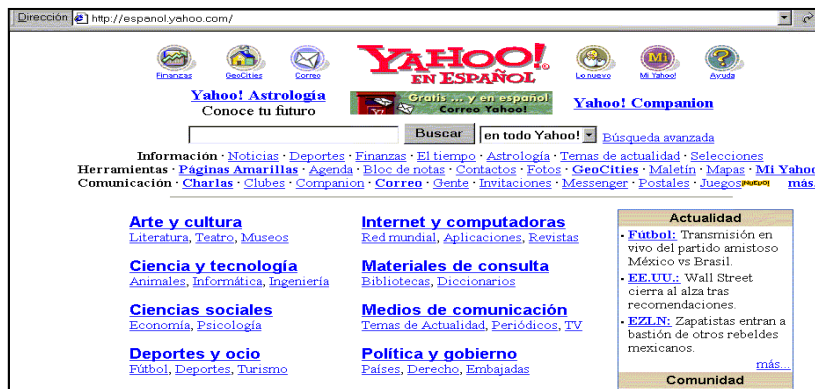 Dirección http://espanol.yahoo.com/
Finanzas GeoCities Correo YAHOO! EN ESPAÑOL Lo nuevo Mi Yahoo! Ayuda
Mi
Yahoo! Astrología
Conoce tu futuro
Gratis ... y en español
Correo Yahoo!
Yahoo! Companion
Buscar en todo Yahoo! Búsqueda avanzada
Información · Noticias · Deportes · Finanzas · El tiempo · Astrología · Temas de actualidad · Selecciones
Herramientas · Páginas Amarillas · Agenda · Bloc de notas · Contactos · Fotos · GeoCities · Maletín · Mapas · Mi Yahoo
Comunicación · Charlas · Clubes · Companion · Correo · Gente · Invitaciones · Messenger · Postales · Juegos ¡NUEVO! más...
Arte y cultura
Literatura, Teatro, Museos
Ciencia y tecnología
Animales, Informática, Ingeniería
Ciencias sociales
Economía, Psicología
Deportes y ocio
Fútbol, Deportes, Turismo
Internet y computadoras
Red mundial, Aplicaciones, Revistas
Materiales de consulta
Bibliotecas, Diccionarios
Medios de comunicación
Temas de Actualidad, Periódicos, TV
Política y gobierno
Países, Derecho, Embajadas
Actualidad
· Fútbol: Transmisión en
vivo del partido amistoso
México vs Brasil.
· EE.UU.: Wall Street
cierra al alza tras
recomendaciones.
· EZLN: Zapatistas entran a
bastión de otros rebeldes
mexicanos.
más...
Comunidad